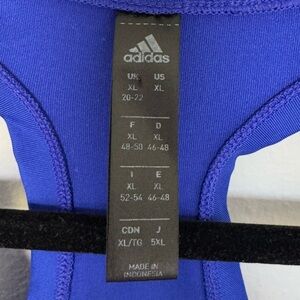 adidas
UK US
XL XL
20-22
F D
XL XL
48-50 46-48
I E
XL XL
52-54 46-48
CDN J
XL/TG 5XL
MADE IN
INDONESIA